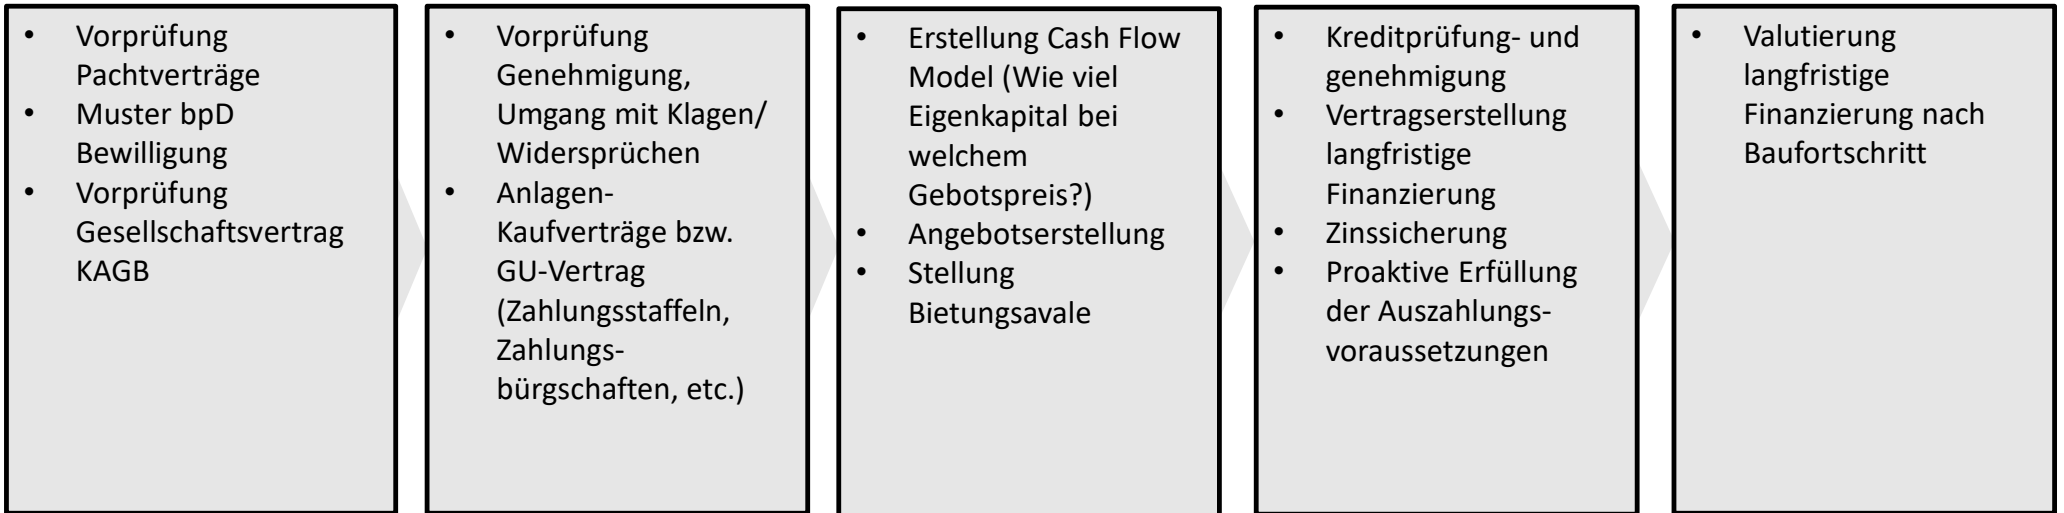 • Vorprüfung
Pachtverträge
• Muster bpD
Bewilligung
• Vorprüfung
Gesellschaftsvertrag
KAGB
• Vorprüfung
Genehmigung,
Umgang mit Klagen/
Widersprüchen
• Anlagen-
Kaufverträge bzw.
GU-Vertrag
(Zahlungsstaffeln,
Zahlungs-
bürgschaften, etc.)
• Erstellung Cash Flow
Model (Wie viel
Eigenkapital bei
welchem
Gebotspreis?)
• Angebotserstellung
• Stellung
Bietungsavale
• Kreditprüfung- und
genehmigung
• Vertragserstellung
langfristige
Finanzierung
• Zinssicherung
• Proaktive Erfüllung
der Auszahlungs-
voraussetzungen
• Valutierung
langfristige
Finanzierung nach
Baufortschritt